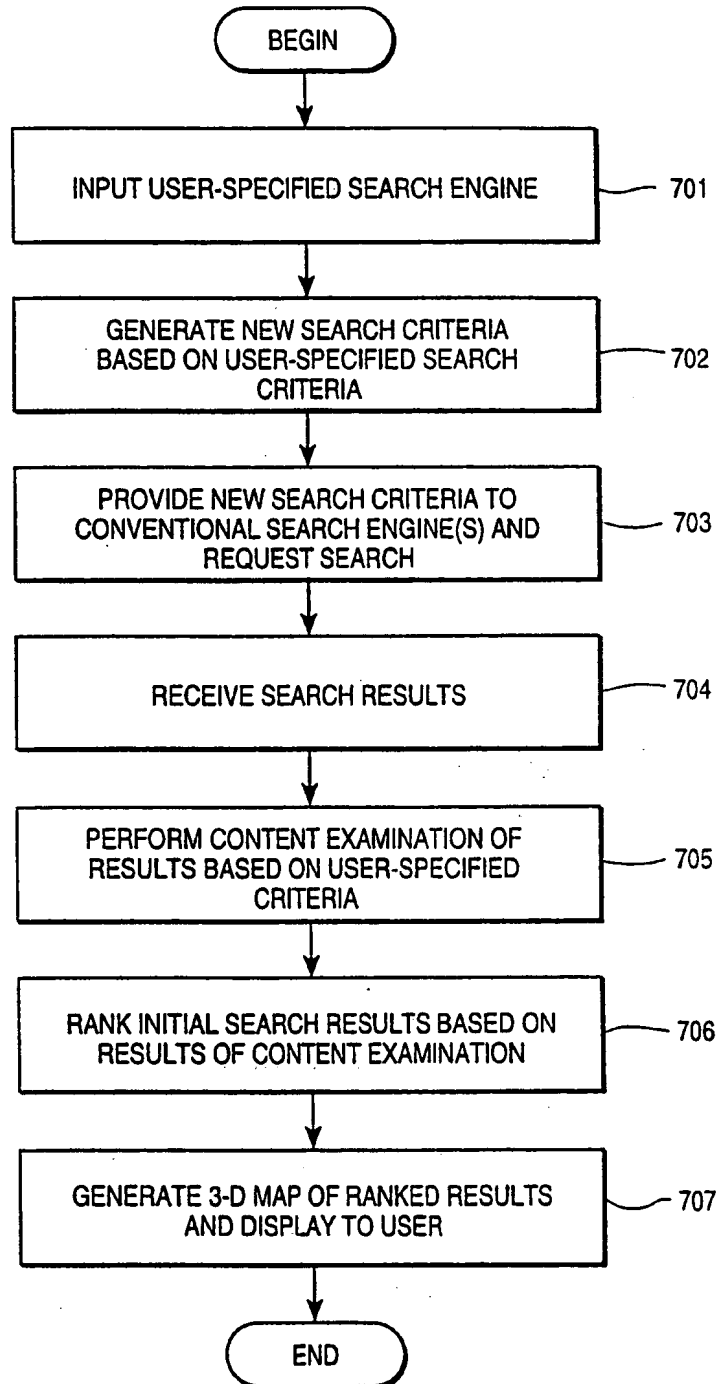 BEGIN
INPUT USER-SPECIFIED SEARCH ENGINE
701
GENERATE NEW SEARCH CRITERIA
BASED ON USER-SPECIFIED SEARCH
CRITERIA
702
PROVIDE NEW SEARCH CRITERIA TO
CONVENTIONAL SEARCH ENGINE(S) AND
REQUEST SEARCH
703
RECEIVE SEARCH RESULTS
704
PERFORM CONTENT EXAMINATION OF
RESULTS BASED ON USER-SPECIFIED
CRITERIA
705
RANK INITIAL SEARCH RESULTS BASED ON
RESULTS OF CONTENT EXAMINATION
706
GENERATE 3-D MAP OF RANKED RESULTS
AND DISPLAY TO USER
707
END